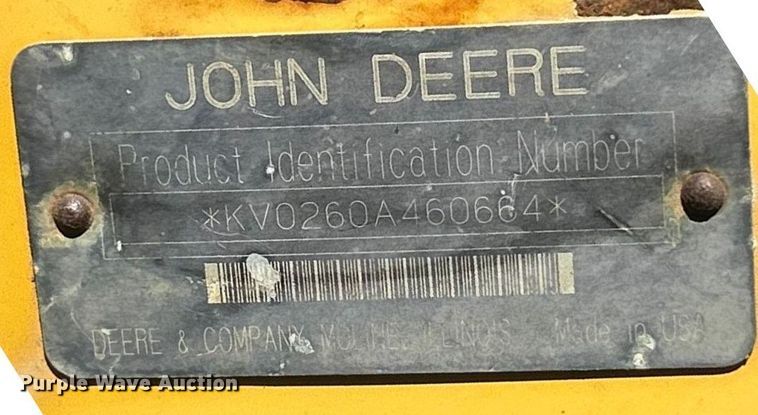 JOHN DEERE
Product Identification Number
*KV0260A460664*
DEERE & COMPANY MOLINE, ILLINOIS Made in USA
Purple Wave Auction